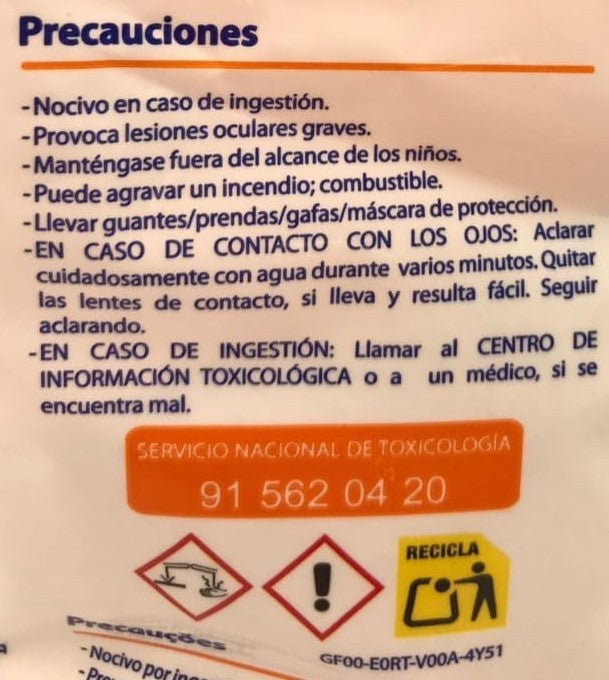 Precauciones
-Nocivo en caso de ingestión.
-Provoca lesiones oculares graves.
-Manténgase fuera del alcance de los niños.
-Puede agravar un incendio; comburente.
-Llevar guantes/prendas/gafas/máscara de protección.
-EN CASO DE CONTACTO CON LOS OJOS: Aclarar
cuidadosamente con agua durante varios minutos. Quitar
las lentes de contacto, si lleva y resulta fácil. Seguir
aclarando.
-EN CASO DE INGESTIÓN: Llamar al CENTRO DE
INFORMACIÓN TOXICOLÓGICA o a un médico, si se
encuentra mal.
SERVICIO NACIONAL DE TOXICOLOGÍA
91 562 04 20
RECICLA
GF00-E0RT-V00A-4Y51
Precauções
- Nocivo por